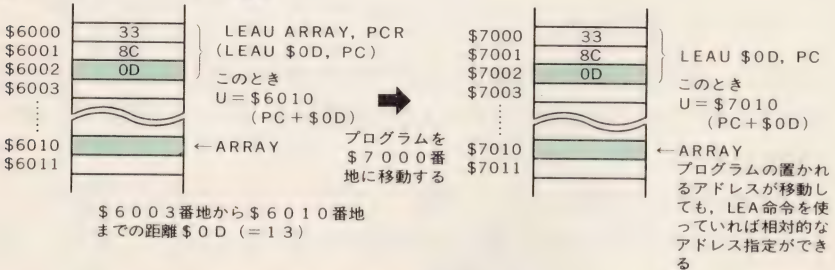 $6000 33 LEAU ARRAY, PCR
$6001 8C (LEAU $0D, PC)
$6002 0D
$6003 このとき
U=$6010
(PC+$0D)
$6010 ←ARRAY
$6011
$6003番地から$6010番地
までの距離$0D (=13)
プログラムを
$7000番
地に移動する
$7000 33
$7001 8C LEAU $0D, PC
$7002 0D
$7003 このとき
U=$7010
(PC+$0D)
$7010 ←ARRAY
$7011
プログラムの置かれ
るアドレスが移動し
ても，LEA命令を使
っていれば相対的な
アドレス指定ができ
る